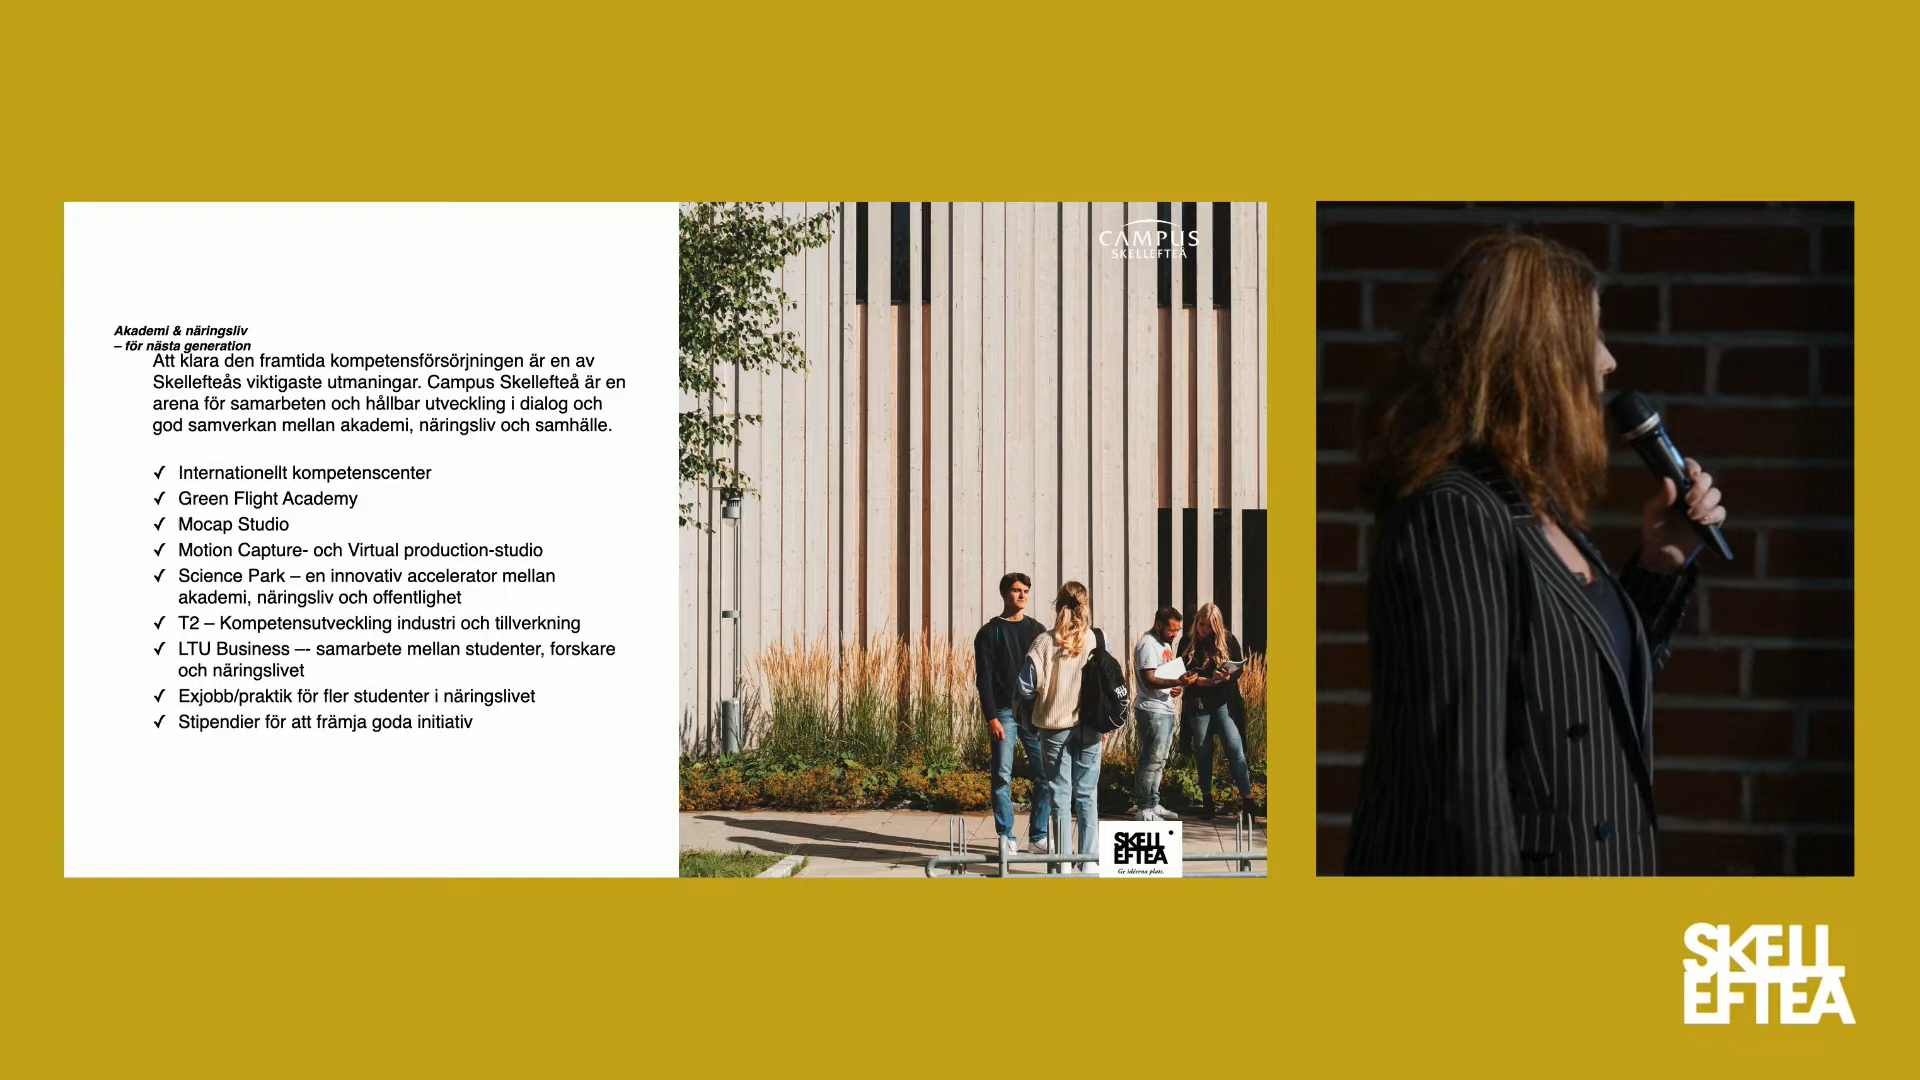 Akademi & näringsliv
– för nästa generation
Att klara den framtida kompetensförsörjningen är en av
Skellefteås viktigaste utmaningar. Campus Skellefteå är en
arena för samarbeten och hållbar utveckling i dialog och
god samverkan mellan akademi, näringsliv och samhälle.
✓ Internationellt kompetenscenter
✓ Green Flight Academy
✓ Mocap Studio
✓ Motion Capture- och Virtual production-studio
✓ Science Park – en innovativ accelerator mellan
akademi, näringsliv och offentlighet
✓ T2 – Kompetensutveckling industri och tillverkning
✓ LTU Business –- samarbete mellan studenter, forskare
och näringslivet
✓ Exjobb/praktik för fler studenter i näringslivet
✓ Stipendier för att främja goda initiativ
CAMPUS
SKELLEFTEÅ
SKELL
EFTEA
Ge idéerna plats.
SKELL
EFTEA